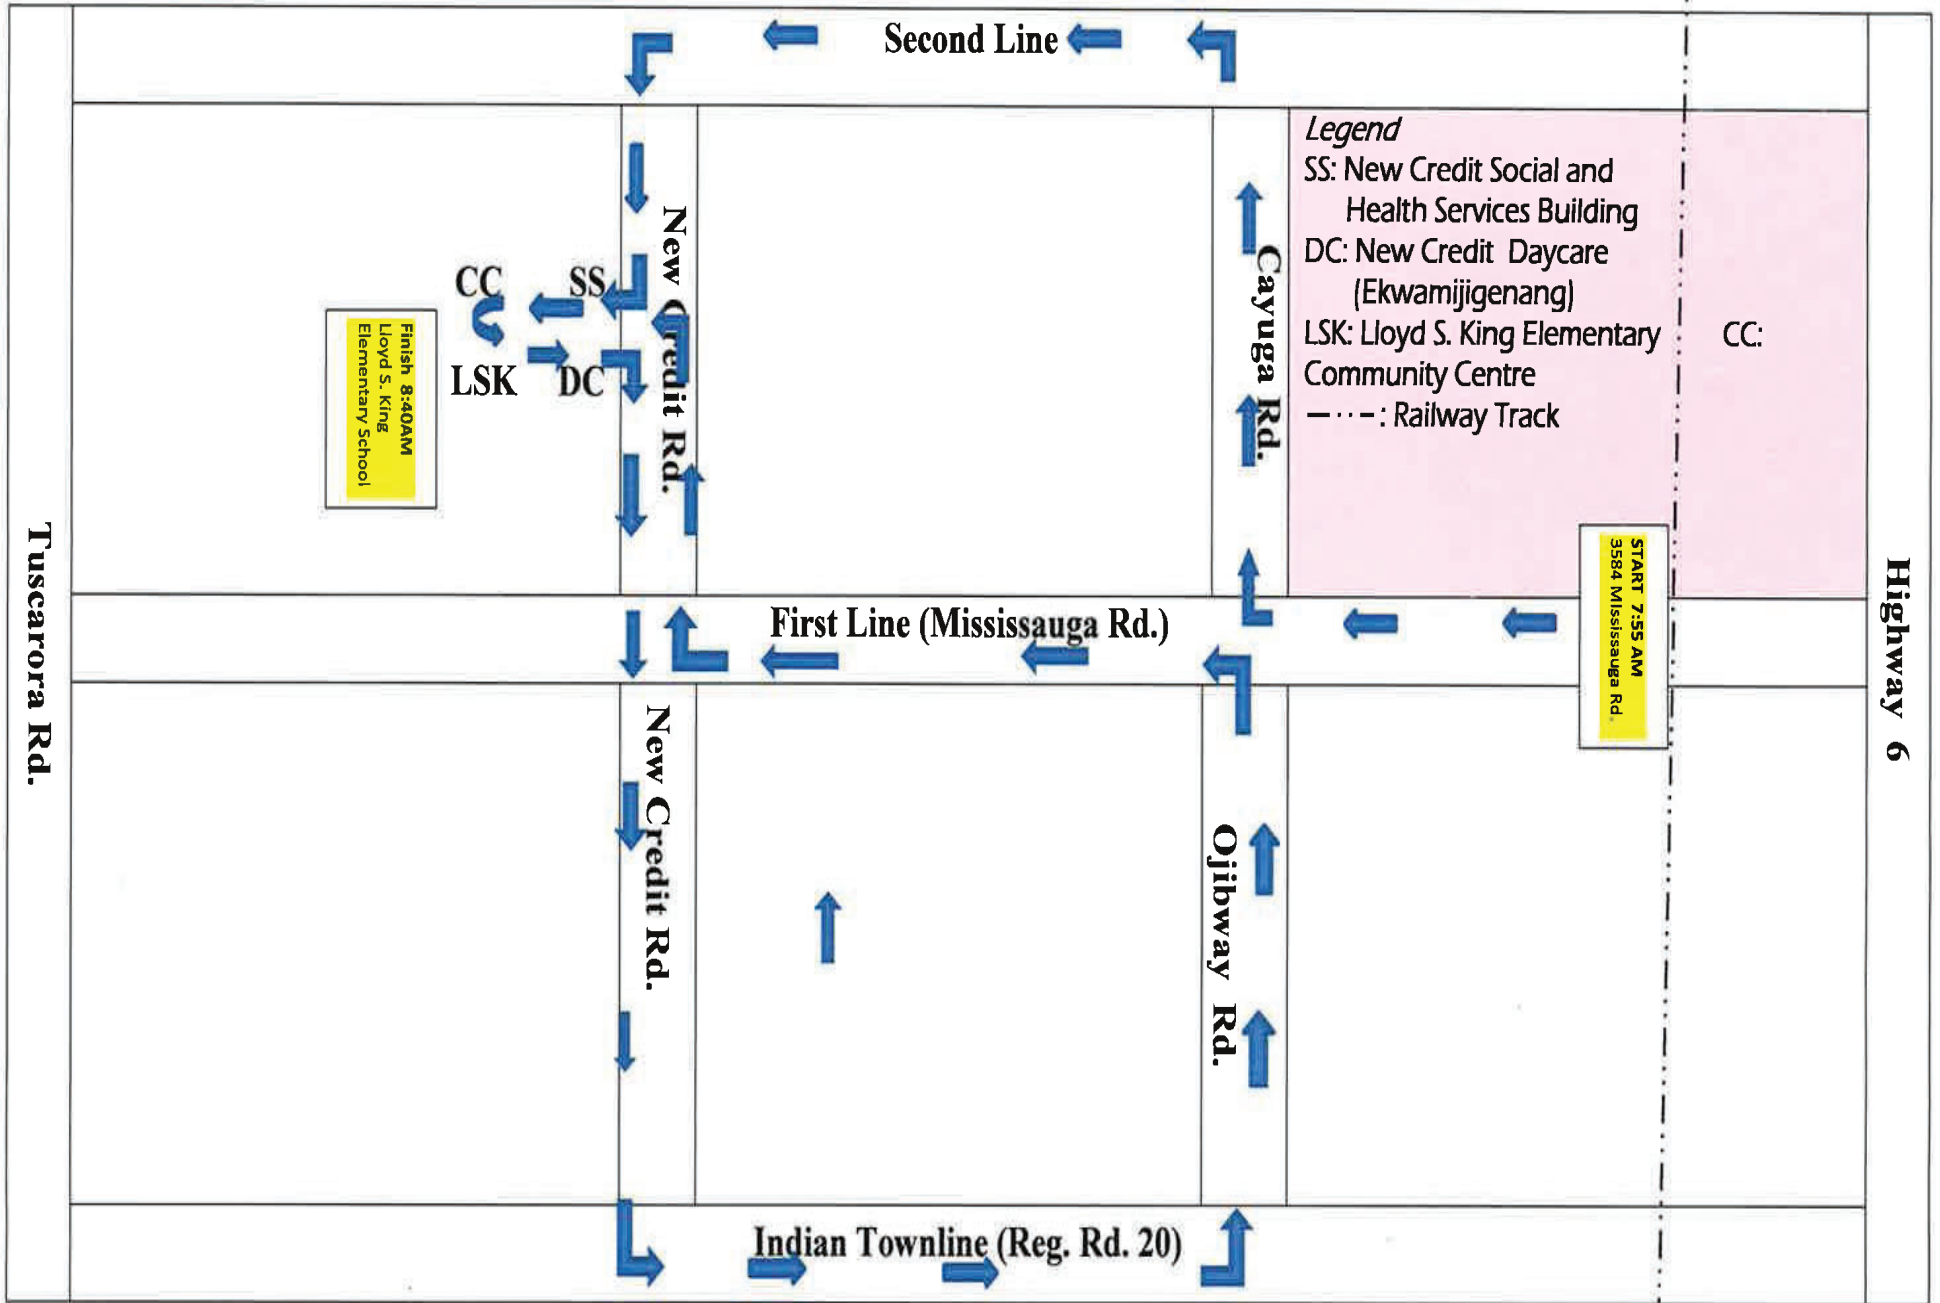 Second Line
Legend
SS: New Credit Social and
Health Services Building
DC: New Credit Daycare
(Ekwamijigenang)
LSK: Lloyd S. King Elementary CC:
Community Centre
— ·· – : Railway Track
New Credit Rd.
Cayuga Rd.
CC
SS
LSK
DC
Finish 8:40AM
Lloyd S. King
Elementary School
START 7:55 AM
3584 MIssissauga Rd.
First Line (Mississauga Rd.)
Tuscarora Rd.
Highway 6
New Credit Rd.
Ojibway Rd.
Indian Townline (Reg. Rd. 20)